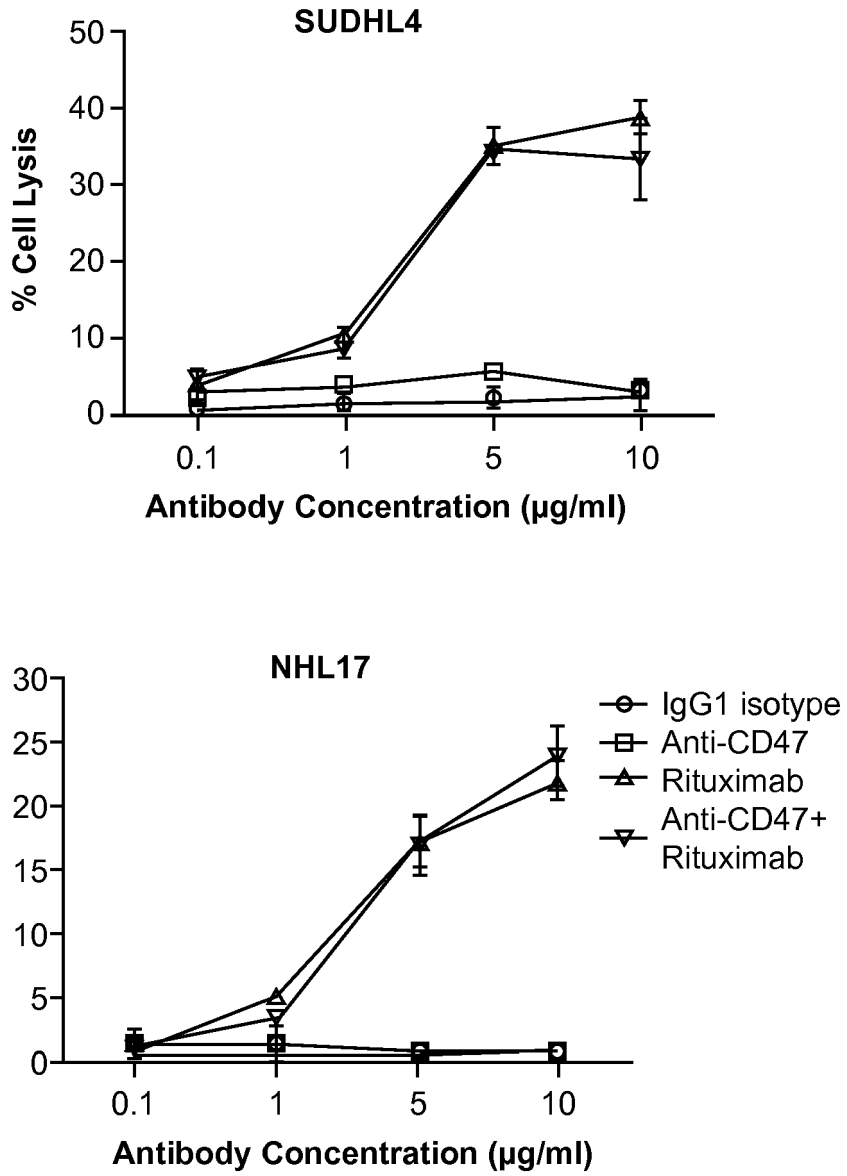 SUDHL4
50
40
30
20
10
0
% Cell Lysis
0.1 1 5 10
Antibody Concentration (µg/ml)
NHL17
30
25
20
15
10
5
0
IgG1 isotype
Anti-CD47
Rituximab
Anti-CD47+
Rituximab
0.1 1 5 10
Antibody Concentration (µg/ml)